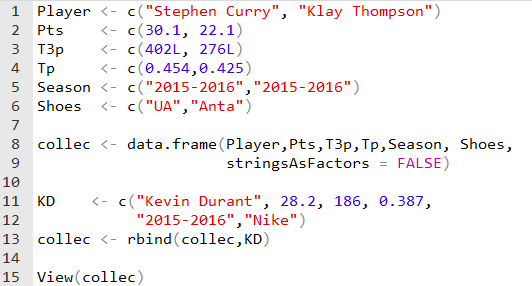 1 Player <- c("Stephen Curry", "Klay Thompson")
2 Pts    <- c(30.1, 22.1)
3 T3p    <- c(402L, 276L)
4 Tp     <- c(0.454,0.425)
5 Season <- c("2015-2016","2015-2016")
6 Shoes  <- c("UA","Anta")
7
8 collec <- data.frame(Player,Pts,T3p,Tp,Season, Shoes,
9                      stringsAsFactors = FALSE)
10
11 KD    <- c("Kevin Durant", 28.2, 186, 0.387,
12            "2015-2016","Nike")
13 collec <- rbind(collec,KD)
14
15 View(collec)